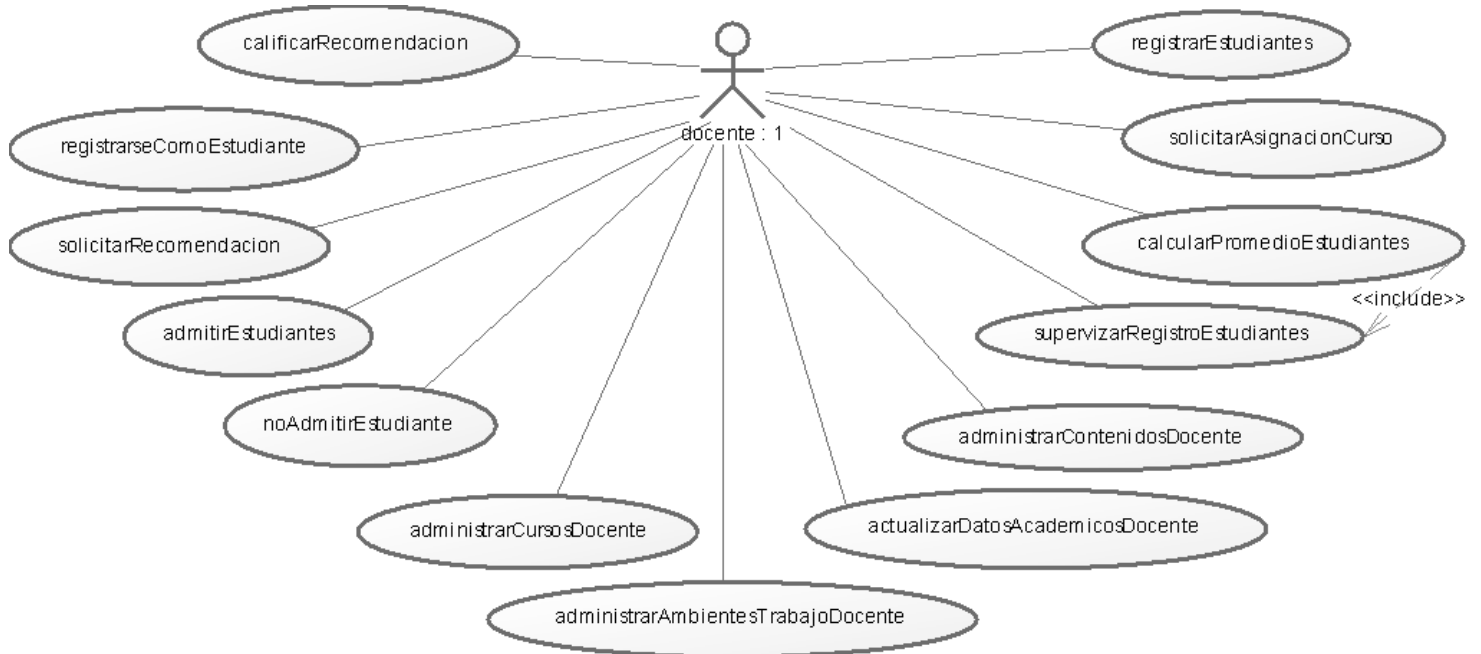 calificarRecomendacion
registrarEstudiantes
docente : 1
registrarseComoEstudiante
solicitarAsignacionCurso
solicitarRecomendacion
calcularPromedioEstudiantes
<<include>>
admitirEstudiantes
supervizarRegistroEstudiantes
noAdmitirEstudiante
administrarContenidosDocente
administrarCursosDocente
actualizarDatosAcademicosDocente
administrarAmbientesTrabajoDocente